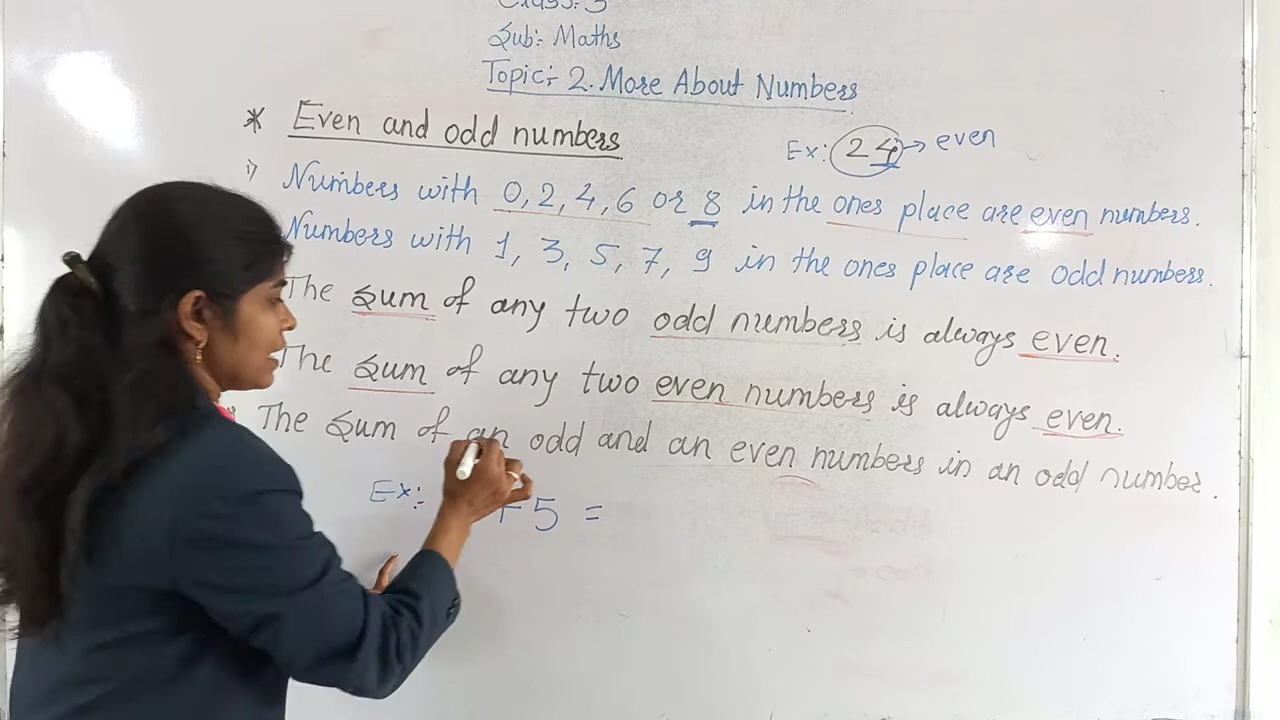 Class: 3
Sub:- Maths
Topic:- 2. More About Numbers
* Even and odd numbers
Ex: 24 → even
i) Numbers with 0, 2, 4, 6 or 8 in the ones place are even numbers.
Numbers with 1, 3, 5, 7, 9 in the ones place are odd numbers.
The Sum of any two odd numbers is always even.
The Sum of any two even numbers is always even.
The Sum of an odd and an even numbers in an odd number.
Ex:- + 5 =